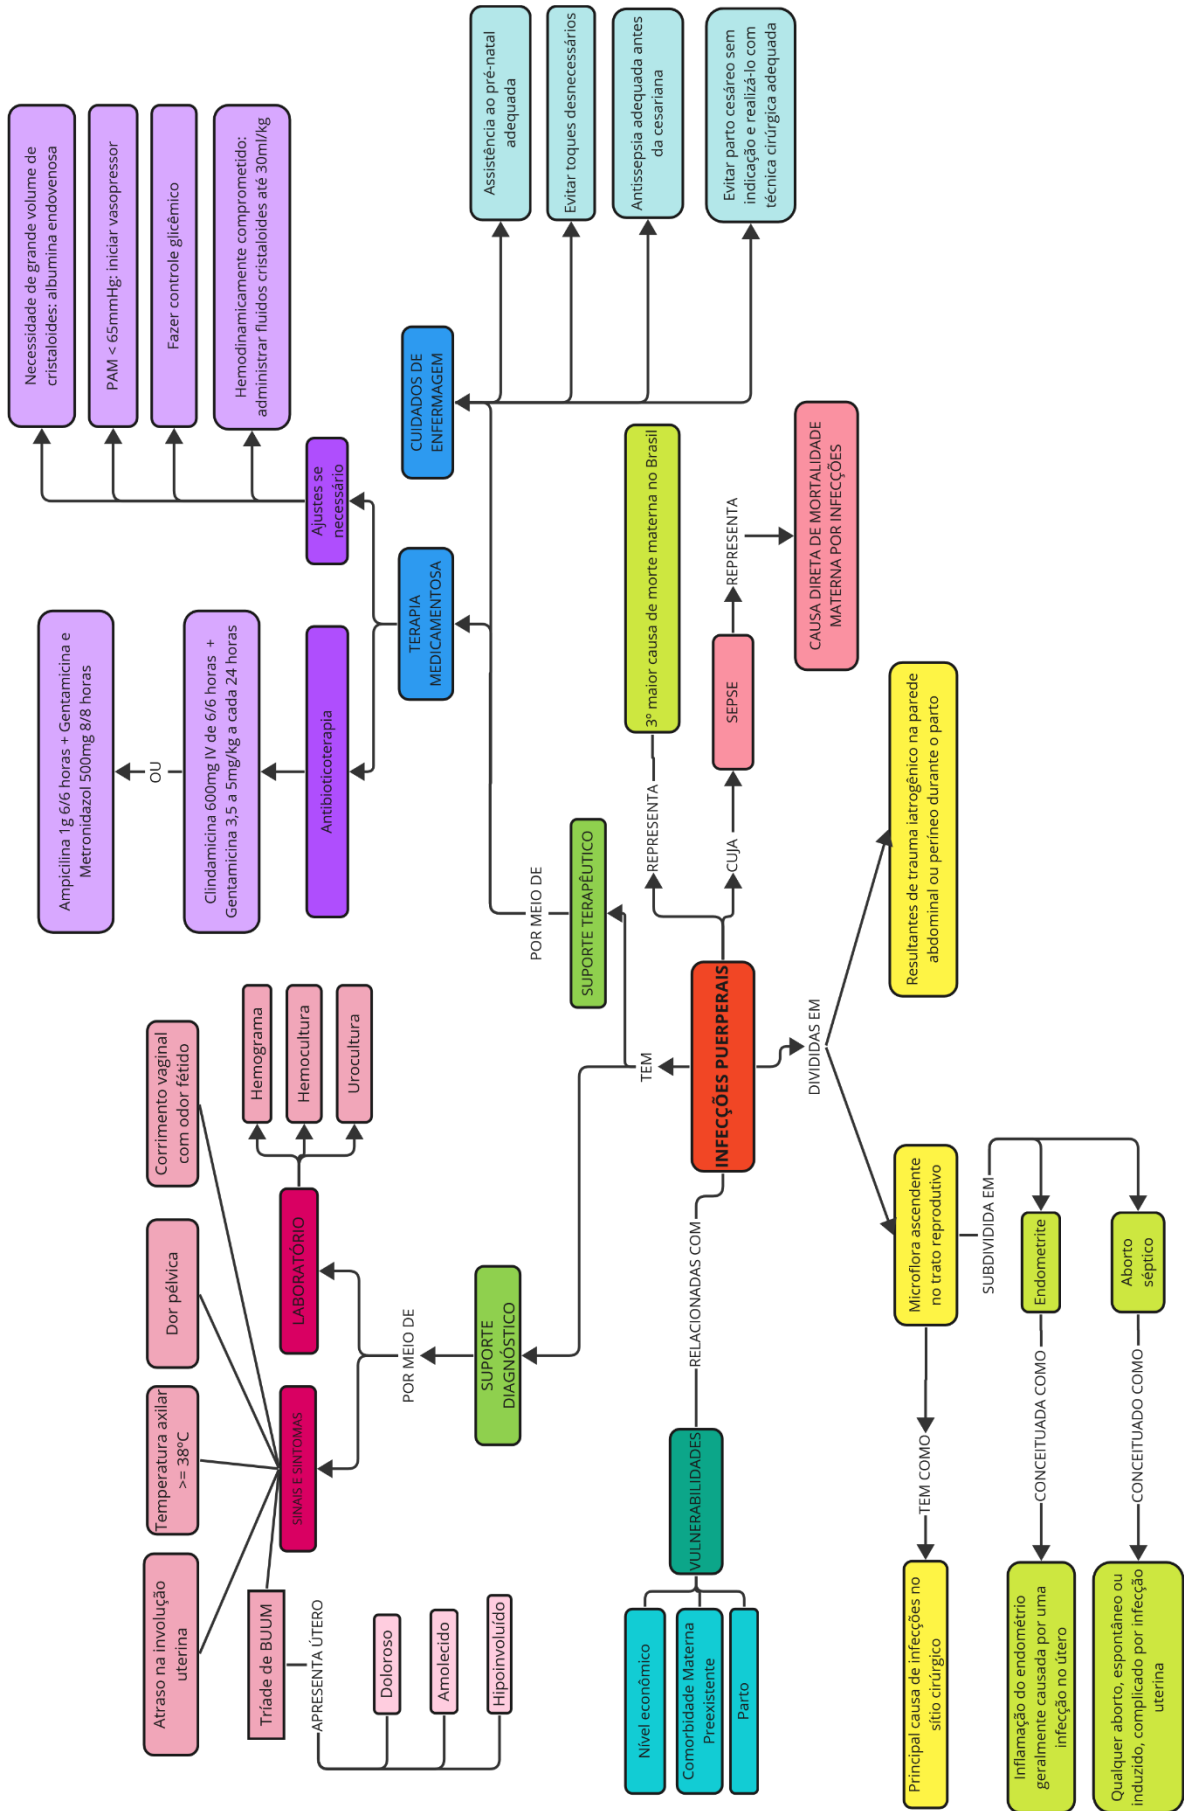 Atraso na involução
uterina
Temperatura axilar
>= 38ºC
Dor pélvica
Corrimento vaginal
com odor fétido
Ampicilina 1g 6/6 horas + Gentamicina e
Metronidazol 500mg 8/8 horas
OU
Clindamicina 600mg IV de 6/6 horas +
Gentamicina 3,5 a 5mg/kg a cada 24 horas
Antibioticoterapia
Necessidade de grande volume de
cristaloides: albumina endovenosa
PAM < 65mmHg: iniciar vasopressor
Fazer controle glicêmico
Hemodinamicamente comprometido:
administrar fluidos cristaloides até 30ml/kg
Ajustes se
necessário
Tríade de BUUM
APRESENTA ÚTERO
Doloroso
Amolecido
Hipoinvoluído
SINAIS E SINTOMAS
LABORATÓRIO
Hemograma
Hemocultura
Urocultura
POR MEIO DE
SUPORTE
DIAGNÓSTICO
TERAPIA
MEDICAMENTOSA
CUIDADOS DE
ENFERMAGEM
Assistência ao pré-natal
adequada
Evitar toques desnecessários
Antissepsia adequada antes
da cesariana
Evitar parto cesáreo sem
indicação e realizá-lo com
técnica cirúrgica adequada
POR MEIO DE
SUPORTE TERAPÊUTICO
TEM
Nível econômico
Comorbidade Materna
Preexistente
Parto
VULNERABILIDADES
RELACIONADAS COM
INFECÇÕES PUERPERAIS
REPRESENTA
3º maior causa de morte materna no Brasil
CUJA
SEPSE
REPRESENTA
CAUSA DIRETA DE MORTALIDADE
MATERNA POR INFECÇÕES
DIVIDIDAS EM
Resultantes de trauma iatrogênico na parede
abdominal ou períneo durante o parto
Microflora ascendente
no trato reprodutivo
TEM COMO
Principal causa de infecções no
sítio cirúrgico
SUBDIVIDIDA EM
Endometrite
CONCEITUADA COMO
Inflamação do endométrio
geralmente causada por uma
infecção no útero
Aborto
séptico
CONCEITUADO COMO
Qualquer aborto, espontâneo ou
induzido, complicado por infecção
uterina